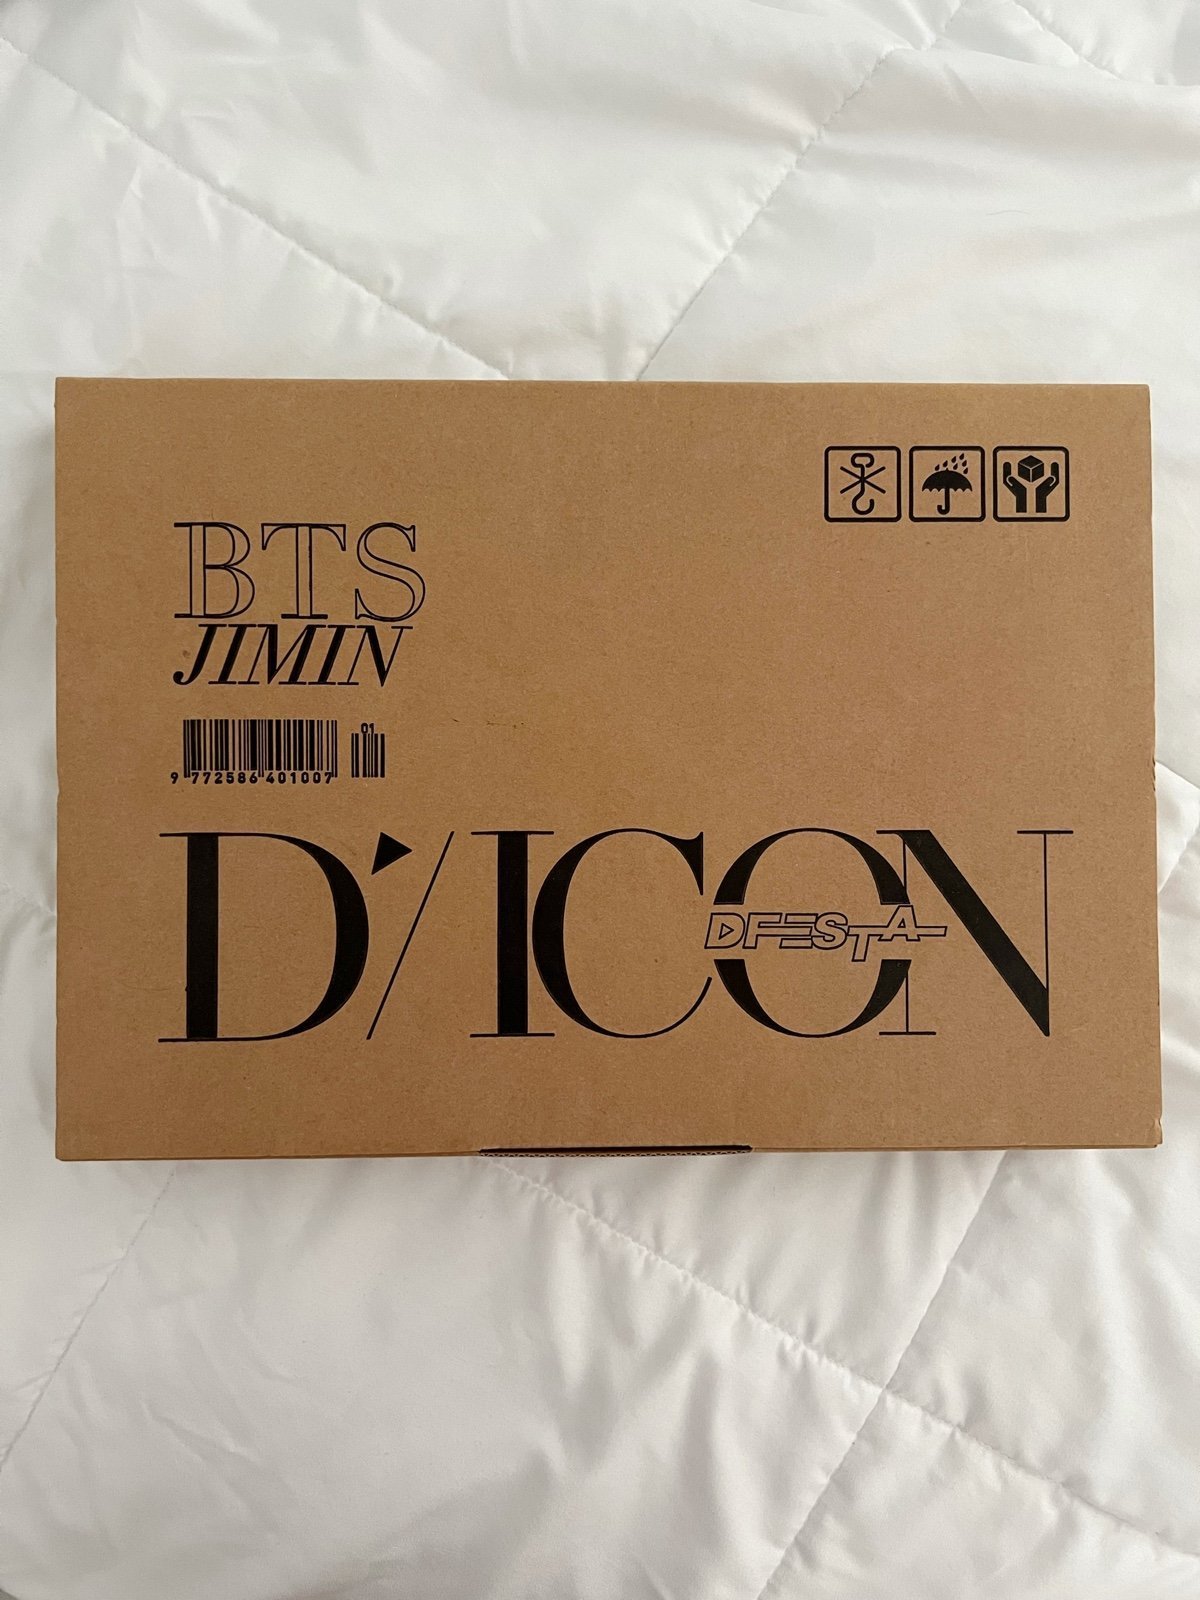 BTS
JIMIN
01
9 772586 401007
D'/ICON
DFESTA